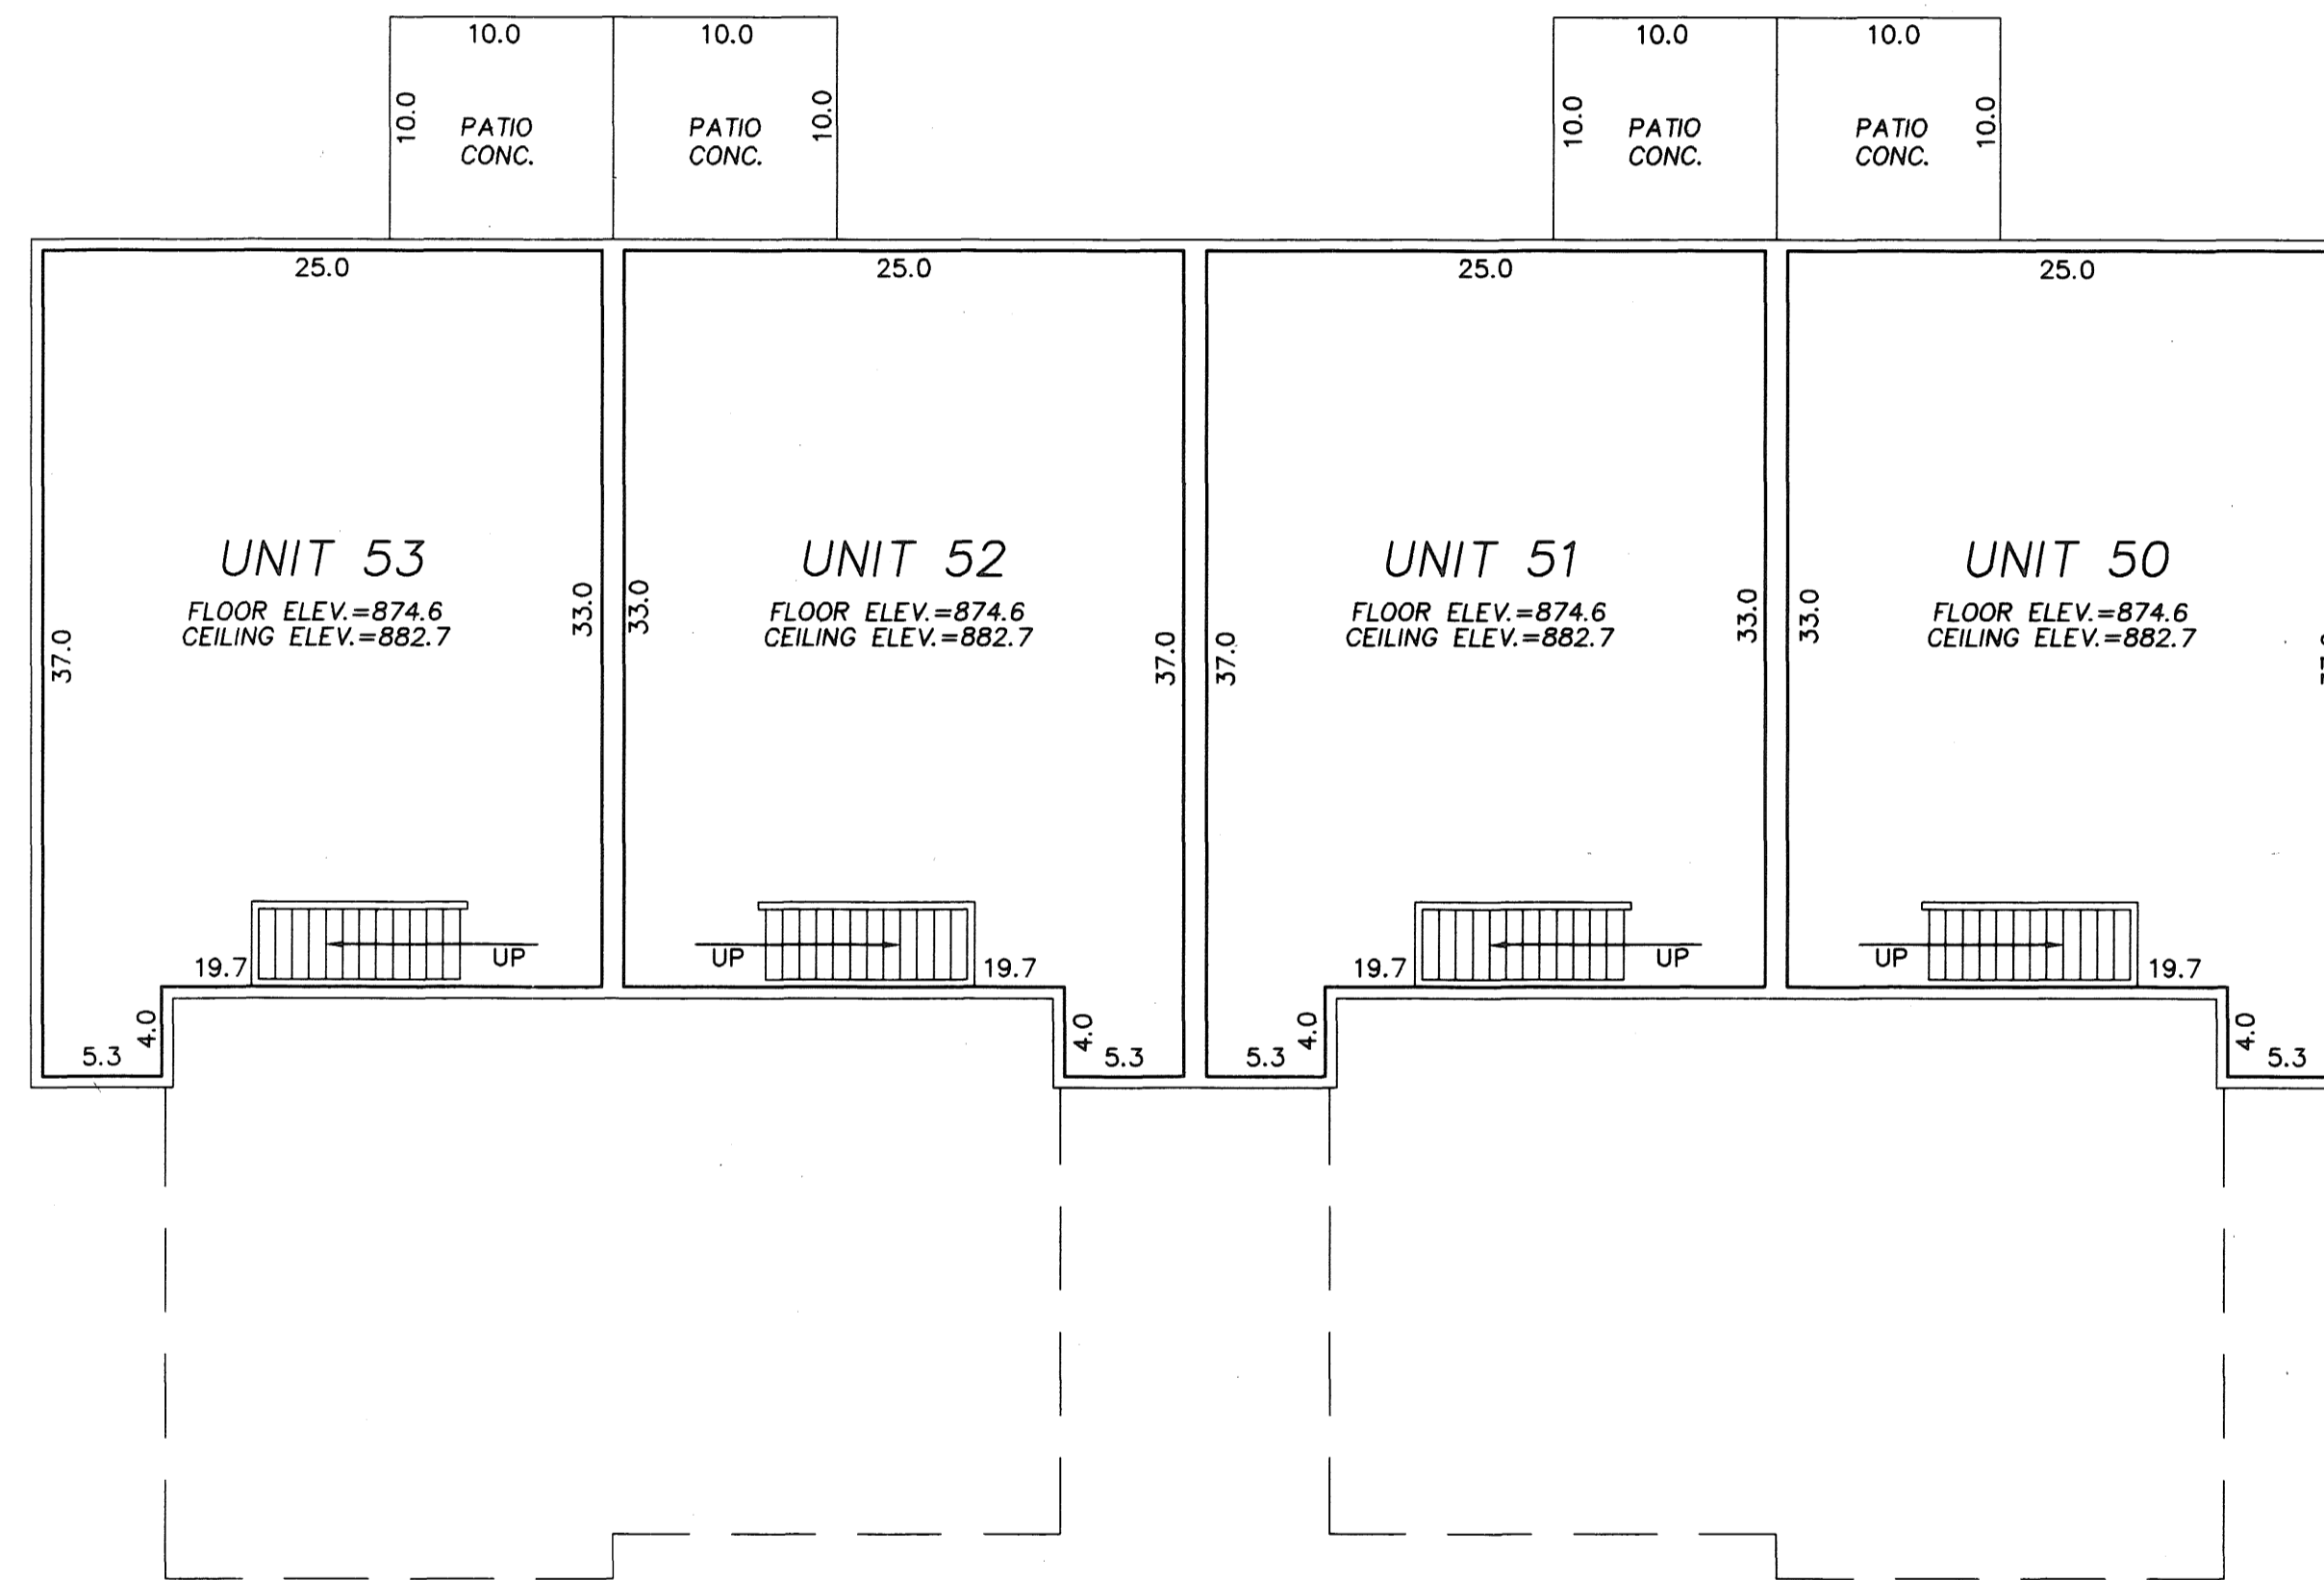 10.0 10.0 10.0 10.0
10.0 10.0 10.0 10.0
PATIO PATIO PATIO PATIO
CONC. CONC. CONC. CONC.
25.0 25.0 25.0 25.0
UNIT 53 UNIT 52 UNIT 51 UNIT 50
FLOOR ELEV.=874.6 FLOOR ELEV.=874.6 FLOOR ELEV.=874.6 FLOOR ELEV.=874.6
CEILING ELEV.=882.7 CEILING ELEV.=882.7 CEILING ELEV.=882.7 CEILING ELEV.=882.7
33.0 33.0 33.0 33.0
37.0 37.0 37.0
UP UP UP UP
19.7 19.7 19.7 19.7
4.0 4.0 4.0 4.0
5.3 5.3 5.3 5.3